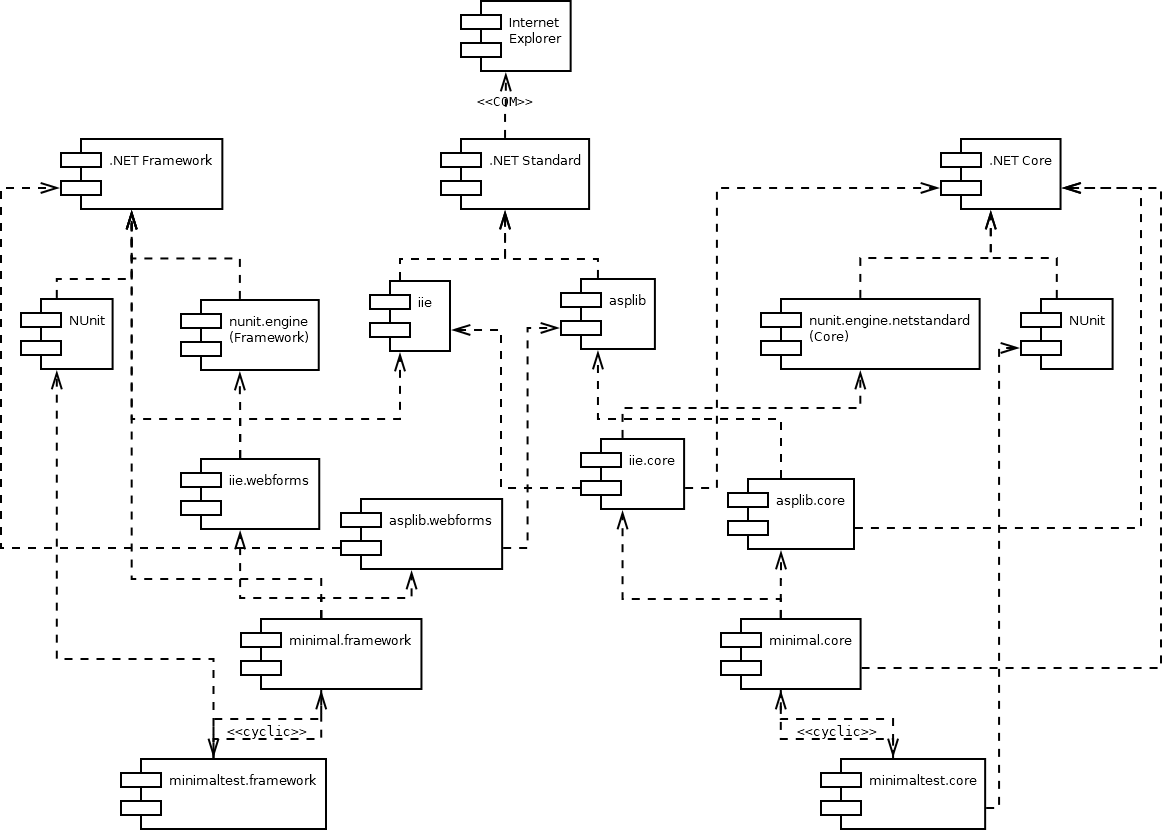 Internet
Explorer
<<COM>>
.NET Framework
.NET Standard
.NET Core
NUnit
nunit.engine
(Framework)
iie
asplib
nunit.engine.netstandard
(Core)
NUnit
iie.webforms
asplib.webforms
iie.core
asplib.core
minimal.framework
minimal.core
<<cyclic>>
<<cyclic>>
minimaltest.framework
minimaltest.core